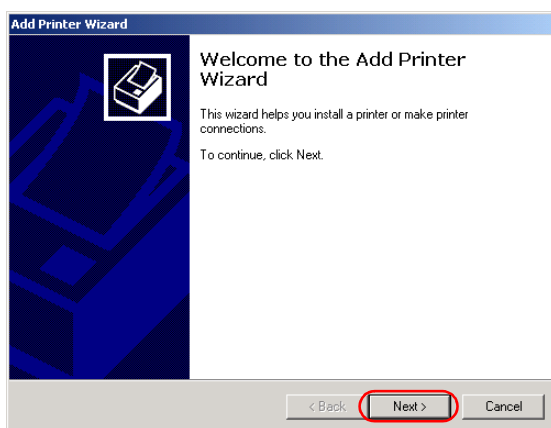 Add Printer Wizard
Welcome to the Add Printer
Wizard
This wizard helps you install a printer or make printer
connections.
To continue, click Next.
< Back
Next >
Cancel